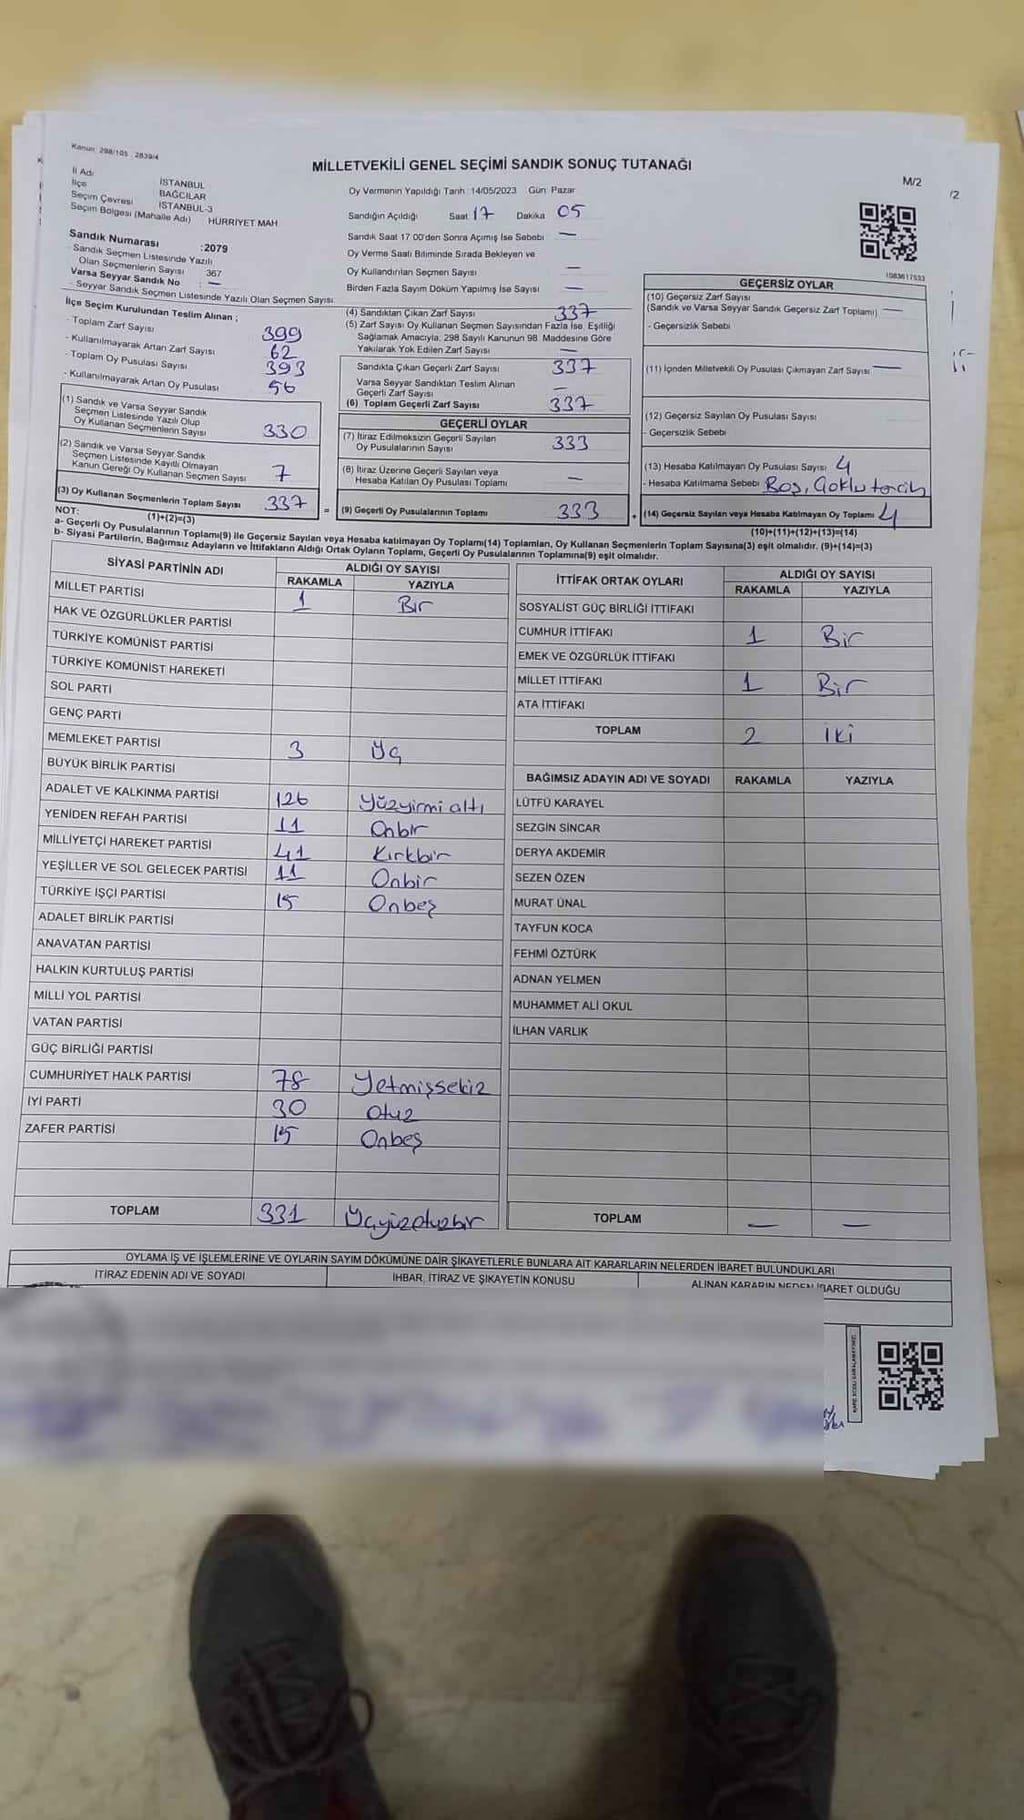 Kanun: 298/105, 2839/4
MİLLETVEKİLİ GENEL SEÇİMİ SANDIK SONUÇ TUTANAĞI
M/2
İl Adı İSTANBUL
İlçe BAĞCILAR
Seçim Çevresi İSTANBUL-3
Seçim Bölgesi (Mahalle Adı) HÜRRİYET MAH.
Sandık Numarası :2079
Sandık Seçmen Listesinde Yazılı
Olan Seçmenlerin Sayısı 367
Varsa Seyyar Sandık No : —
- Seyyar Sandık Seçmen Listesinde Yazılı Olan Seçmen Sayısı
Oy Vermenin Yapıldığı Tarih :14/05/2023 Gün: Pazar
Sandığın Açıldığı Saat 17 Dakika 05
Sandık Saat 17.00'den Sonra Açımış İse Sebebi —
Oy Verme Saati Bitiminde Sırada Bekleyen ve
Oy Kullandırılan Seçmen Sayısı —
Birden Fazla Sayım Döküm Yapılmış İse Sayısı —
1083617533
İlçe Seçim Kurulundan Teslim Alınan ;
- Toplam Zarf Sayısı 399
- Kullanılmayarak Artan Zarf Sayısı 62
- Toplam Oy Pusulası Sayısı 393
- Kullanılmayarak Artan Oy Pusulası 56
(1) Sandık ve Varsa Seyyar Sandık
Seçmen Listesinde Yazılı Olup
Oy Kullanan Seçmenlerin Sayısı 330
(2) Sandık ve Varsa Seyyar Sandık
Seçmen Listesinde Kayıtlı Olmayan
Kanun Gereği Oy Kullanan Seçmen Sayısı 7
(3) Oy Kullanan Seçmenlerin Toplam Sayısı 337
(1)+(2)=(3)
(4) Sandıktan Çıkan Zarf Sayısı 337
(5) Zarf Sayısı Oy Kullanan Seçmen Sayısından Fazla İse, Eşitliği
Sağlamak Amacıyla, 298 Sayılı Kanunun 98. Maddesine Göre
Yakılarak Yok Edilen Zarf Sayısı —
Sandıkta Çıkan Geçerli Zarf Sayısı 337
Varsa Seyyar Sandıktan Teslim Alınan
Geçerli Zarf Sayısı —
(6) Toplam Geçerli Zarf Sayısı 337
GEÇERLİ OYLAR
(7) İtiraz Edilmeksizin Geçerli Sayılan
Oy Pusulalarının Sayısı 333
(8) İtiraz Üzerine Geçerli Sayılan veya
Hesaba Katılan Oy Pusulası Toplamı —
= (9) Geçerli Oy Pusulalarının Toplamı 333
GEÇERSİZ OYLAR
(10) Geçersiz Zarf Sayısı
(Sandık ve Varsa Seyyar Sandık Geçersiz Zarf Toplamı) —
- Geçersizlik Sebebi
(11) İçinden Milletvekili Oy Pusulası Çıkmayan Zarf Sayısı —
(12) Geçersiz Sayılan Oy Pusulası Sayısı
- Geçersizlik Sebebi
(13) Hesaba Katılmayan Oy Pusulası Sayısı 4
- Hesaba Katılmama Sebebi Boş, Çoklu tercih
+ (14) Geçersiz Sayılan veya Hesaba Katılmayan Oy Toplamı 4
(10)+(11)+(12)+(13)=(14)
NOT:
a- Geçerli Oy Pusulalarının Toplamı(9) ile Geçersiz Sayılan veya Hesaba katılmayan Oy Toplamı(14) Toplamları, Oy Kullanan Seçmenlerin Toplam Sayısına(3) eşit olmalıdır. (9)+(14)=(3)
b- Siyasi Partilerin, Bağımsız Adayların ve İttifakların Aldığı Ortak Oyların Toplamı, Geçerli Oy Pusulalarının Toplamına(9) eşit olmalıdır.
SİYASİ PARTİNİN ADI ALDIĞI OY SAYISI
RAKAMLA YAZIYLA
MİLLET PARTİSİ 1 Bir
HAK VE ÖZGÜRLÜKLER PARTİSİ
TÜRKİYE KOMÜNİST PARTİSİ
TÜRKİYE KOMÜNİST HAREKETİ
SOL PARTİ
GENÇ PARTİ
MEMLEKET PARTİSİ 3 Üç
BÜYÜK BİRLİK PARTİSİ
ADALET VE KALKINMA PARTİSİ 126 Yüzyirmialtı
YENİDEN REFAH PARTİSİ 11 Onbir
MİLLİYETÇİ HAREKET PARTİSİ 41 Kırkbir
YEŞİLLER VE SOL GELECEK PARTİSİ 11 Onbir
TÜRKİYE İŞÇİ PARTİSİ 15 Onbeş
ADALET BİRLİK PARTİSİ
ANAVATAN PARTİSİ
HALKIN KURTULUŞ PARTİSİ
MİLLİ YOL PARTİSİ
VATAN PARTİSİ
GÜÇ BİRLİĞİ PARTİSİ
CUMHURİYET HALK PARTİSİ 78 Yetmişsekiz
İYİ PARTİ 30 Otuz
ZAFER PARTİSİ 15 Onbeş
TOPLAM 331 Üçyüzotuzbir
İTTİFAK ORTAK OYLARI ALDIĞI OY SAYISI
RAKAMLA YAZIYLA
SOSYALİST GÜÇ BİRLİĞİ İTTİFAKI
CUMHUR İTTİFAKI 1 Bir
EMEK VE ÖZGÜRLÜK İTTİFAKI
MİLLET İTTİFAKI 1 Bir
ATA İTTİFAKI
TOPLAM 2 İki
BAĞIMSIZ ADAYIN ADI VE SOYADI RAKAMLA YAZIYLA
LÜTFÜ KARAYEL
SEZGİN SİNCAR
DERYA AKDEMİR
SEZEN ÖZEN
MURAT ÜNAL
TAYFUN KOCA
FEHMİ ÖZTÜRK
ADNAN YELMEN
MUHAMMET ALİ OKUL
İLHAN VARLIK
TOPLAM — —
OYLAMA İŞ VE İŞLEMLERİNE VE OYLARIN SAYIM DÖKÜMÜNE DAİR ŞİKAYETLERLE BUNLARA AİT KARARLARIN NELERDEN İBARET BULUNDUKLARI
İTİRAZ EDENİN ADI VE SOYADI İHBAR, İTİRAZ VE ŞİKAYETİN KONUSU ALINAN KARARIN NEDEN İBARET OLDUĞU